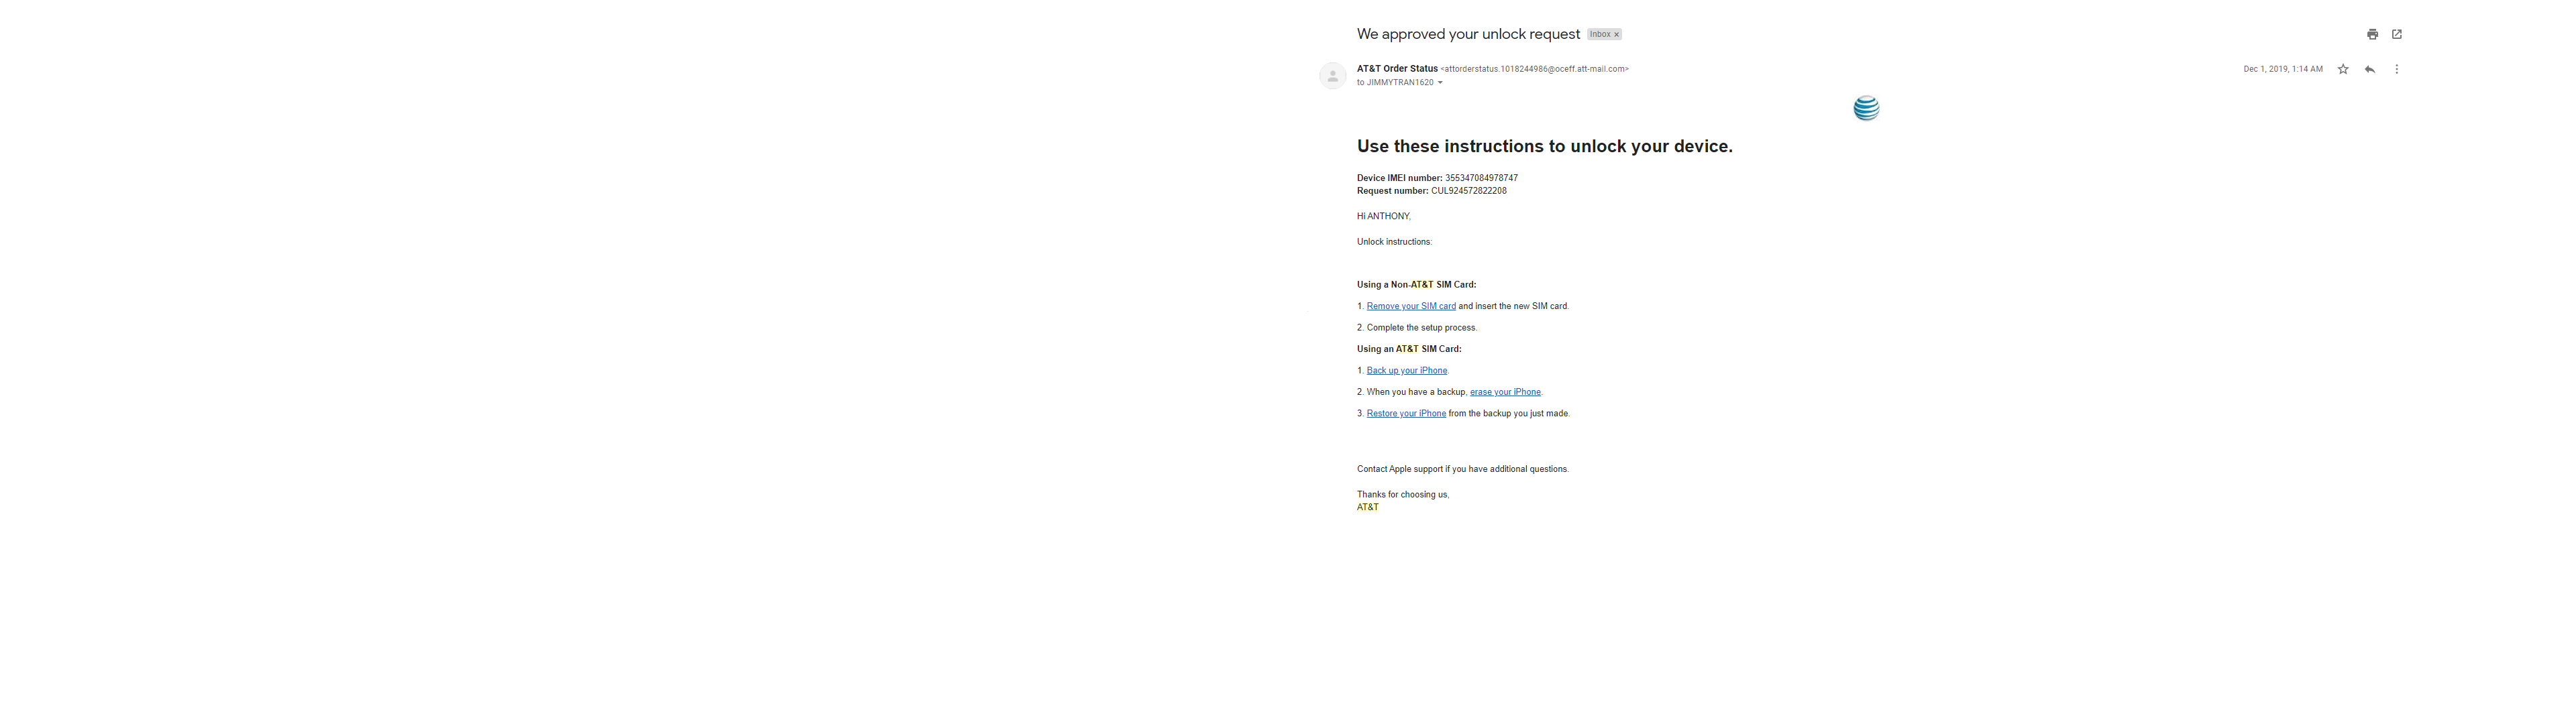 We approved your unlock request Inbox x
AT&T Order Status <attorderstatus.1018244986@oceff.att-mail.com> Dec 1, 2019, 1:14 AM
to JIMMYTRAN1620
Use these instructions to unlock your device.
Device IMEI number: 355347084978747
Request number: CUL924572822208
Hi ANTHONY,
Unlock instructions:
Using a Non-AT&T SIM Card:
1. Remove your SIM card and insert the new SIM card.
2. Complete the setup process.
Using an AT&T SIM Card:
1. Back up your iPhone.
2. When you have a backup, erase your iPhone.
3. Restore your iPhone from the backup you just made.
Contact Apple support if you have additional questions.
Thanks for choosing us,
AT&T